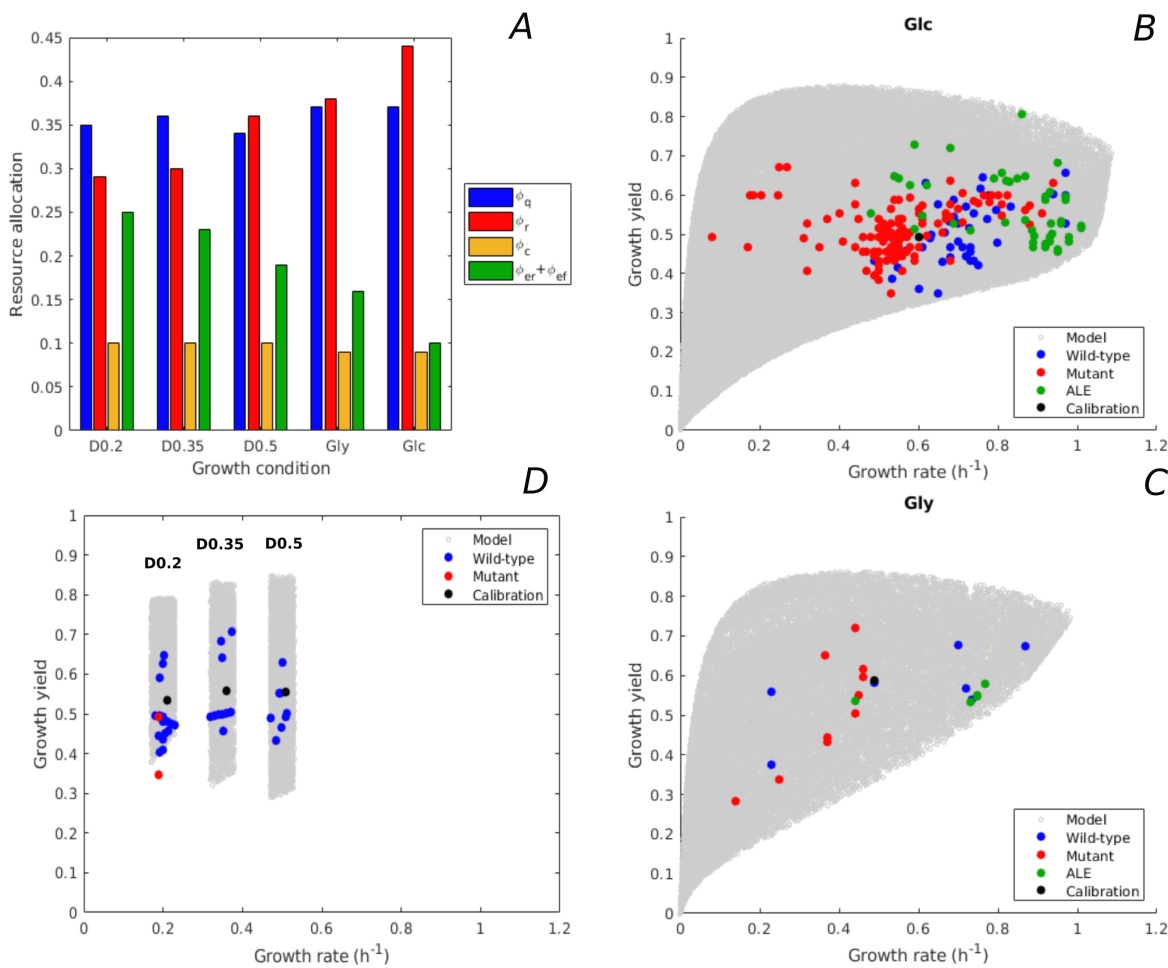 A
0.45
0.4
0.35
0.3
0.25
0.2
0.15
0.1
0.05
0
Resource allocation
D0.2 D0.35 D0.5 Gly Glc
Growth condition
ϕq
ϕr
ϕc
ϕer+ϕef
B
Glc
1
0.9
0.8
0.7
0.6
0.5
0.4
0.3
0.2
0.1
0
Growth yield
0 0.2 0.4 0.6 0.8 1 1.2
Growth rate (h-1)
Model
Wild-type
Mutant
ALE
Calibration
D
1
0.9
0.8
0.7
0.6
0.5
0.4
0.3
0.2
0.1
0
Growth yield
D0.2 D0.35 D0.5
0 0.2 0.4 0.6 0.8 1 1.2
Growth rate (h-1)
Model
Wild-type
Mutant
Calibration
C
Gly
1
0.9
0.8
0.7
0.6
0.5
0.4
0.3
0.2
0.1
0
Growth yield
0 0.2 0.4 0.6 0.8 1 1.2
Growth rate (h-1)
Model
Wild-type
Mutant
ALE
Calibration